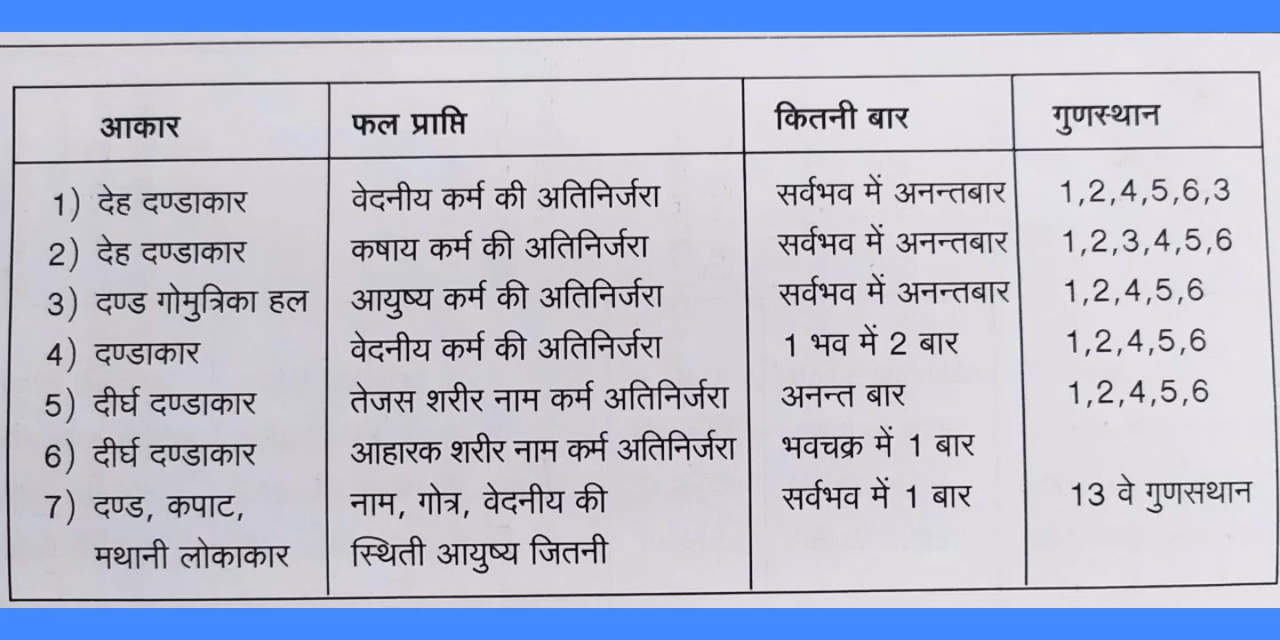 आकार फल प्राप्ति कितनी बार गुणस्थान
1) देह दण्डाकार वेदनीय कर्म की अतिनिर्जरा सर्वभव में अनन्तबार 1,2,4,5,6,3
2) देह दण्डाकार कषाय कर्म की अतिनिर्जरा सर्वभव में अनन्तबार 1,2,3,4,5,6
3) दण्ड गोमुत्रिका हल आयुष्य कर्म की अतिनिर्जरा सर्वभव में अनन्तबार 1,2,4,5,6
4) दण्डाकार वेदनीय कर्म की अतिनिर्जरा 1 भव में 2 बार 1,2,4,5,6
5) दीर्घ दण्डाकार तेजस शरीर नाम कर्म अतिनिर्जरा अनन्त बार 1,2,4,5,6
6) दीर्घ दण्डाकार आहारक शरीर नाम कर्म अतिनिर्जरा भवचक्र में 1 बार
7) दण्ड, कपाट, नाम, गोत्र, वेदनीय की सर्वभव में 1 बार 13 वे गुणसथान
मथानी लोकाकार स्थिती आयुष्य जितनी